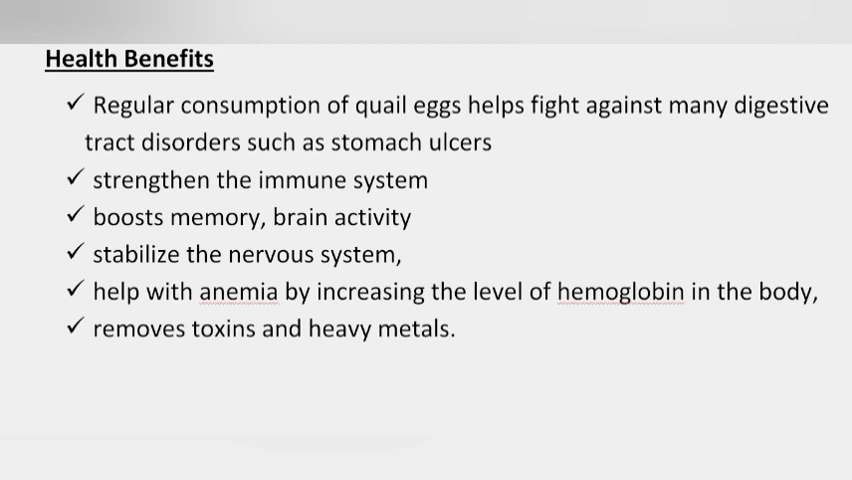 Health Benefits
✓ Regular consumption of quail eggs helps fight against many digestive
tract disorders such as stomach ulcers
✓ strengthen the immune system
✓ boosts memory, brain activity
✓ stabilize the nervous system,
✓ help with anemia by increasing the level of hemoglobin in the body,
✓ removes toxins and heavy metals.